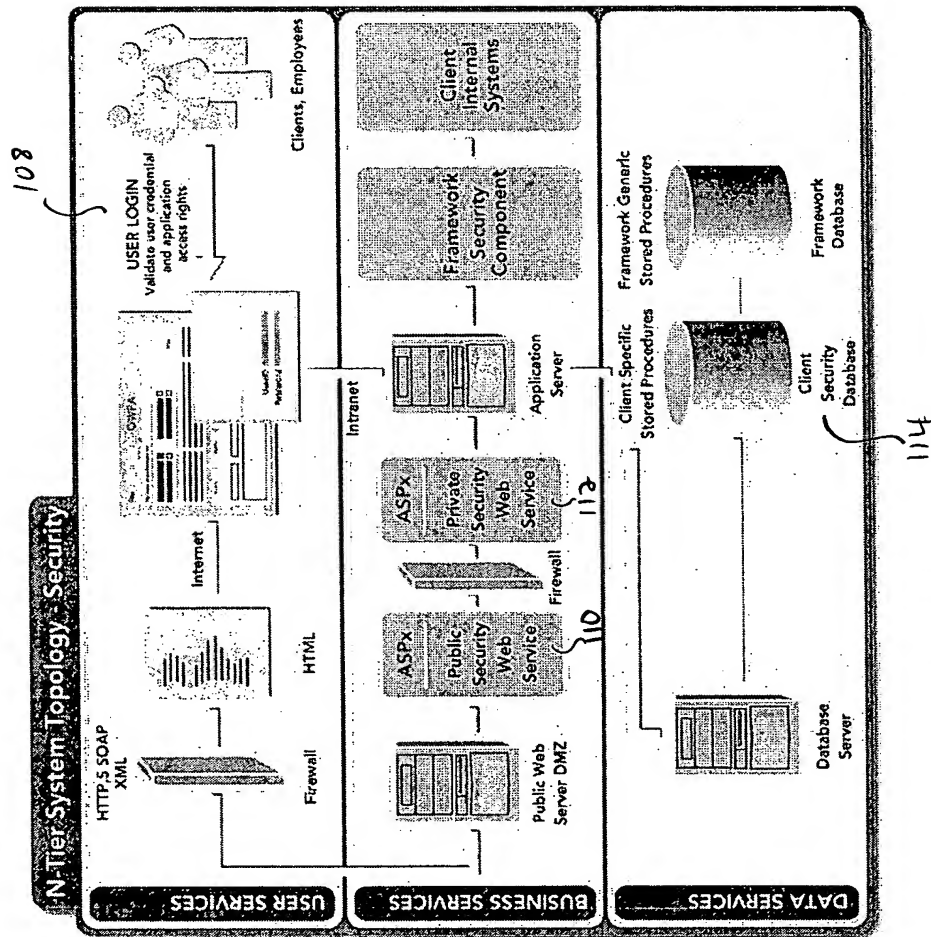 N-Tier System Topology - Security
USER SERVICES
HTTP,S SOAP
XML
Firewall
HTML
Internet
OWFA
UserID
Password
USER LOGIN
Validate user credential
and application
access rights
Clients, Employees
108
BUSINESS SERVICES
Public Web
Server DMZ
ASPx
Public
Security
Web
Service
110
Firewall
ASPx
Private
Security
Web
Service
112
Intranet
Application
Server
Framework
Security
Component
Client
Internal
Systems
DATA SERVICES
Database
Server
Client Specific
Stored Procedures
Client
Security
Database
114
Framework Generic
Stored Procedures
Framework
Database